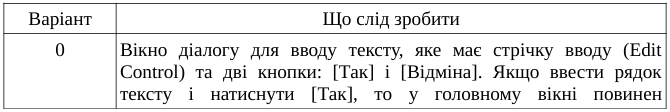 Варіант Що слід зробити
0 Вікно діалогу для вводу тексту, яке має стрічку вводу (Edit
Control) та дві кнопки: [Так] і [Відміна]. Якщо ввести рядок
тексту і натиснути [Так], то у головному вікні повинен